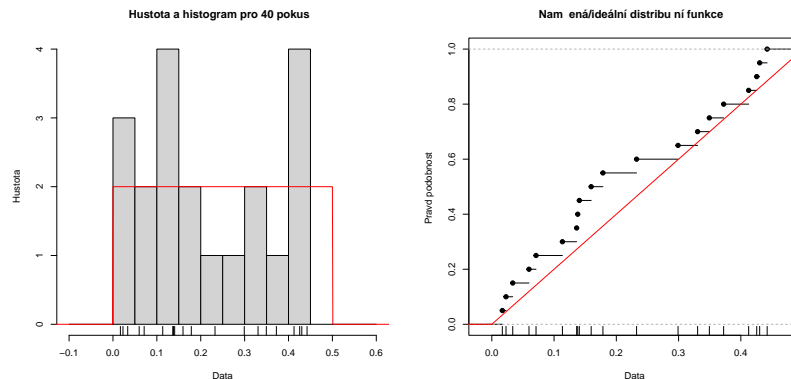 Hustota a histogram pro 40 pokus
Hustota
4
3
2
1
0
-0.1 0.0 0.1 0.2 0.3 0.4 0.5 0.6
Data
Nam ená/ideální distribu ní funkce
Pravd podobnost
1.0
0.8
0.6
0.4
0.2
0.0
0.0 0.1 0.2 0.3 0.4
Data